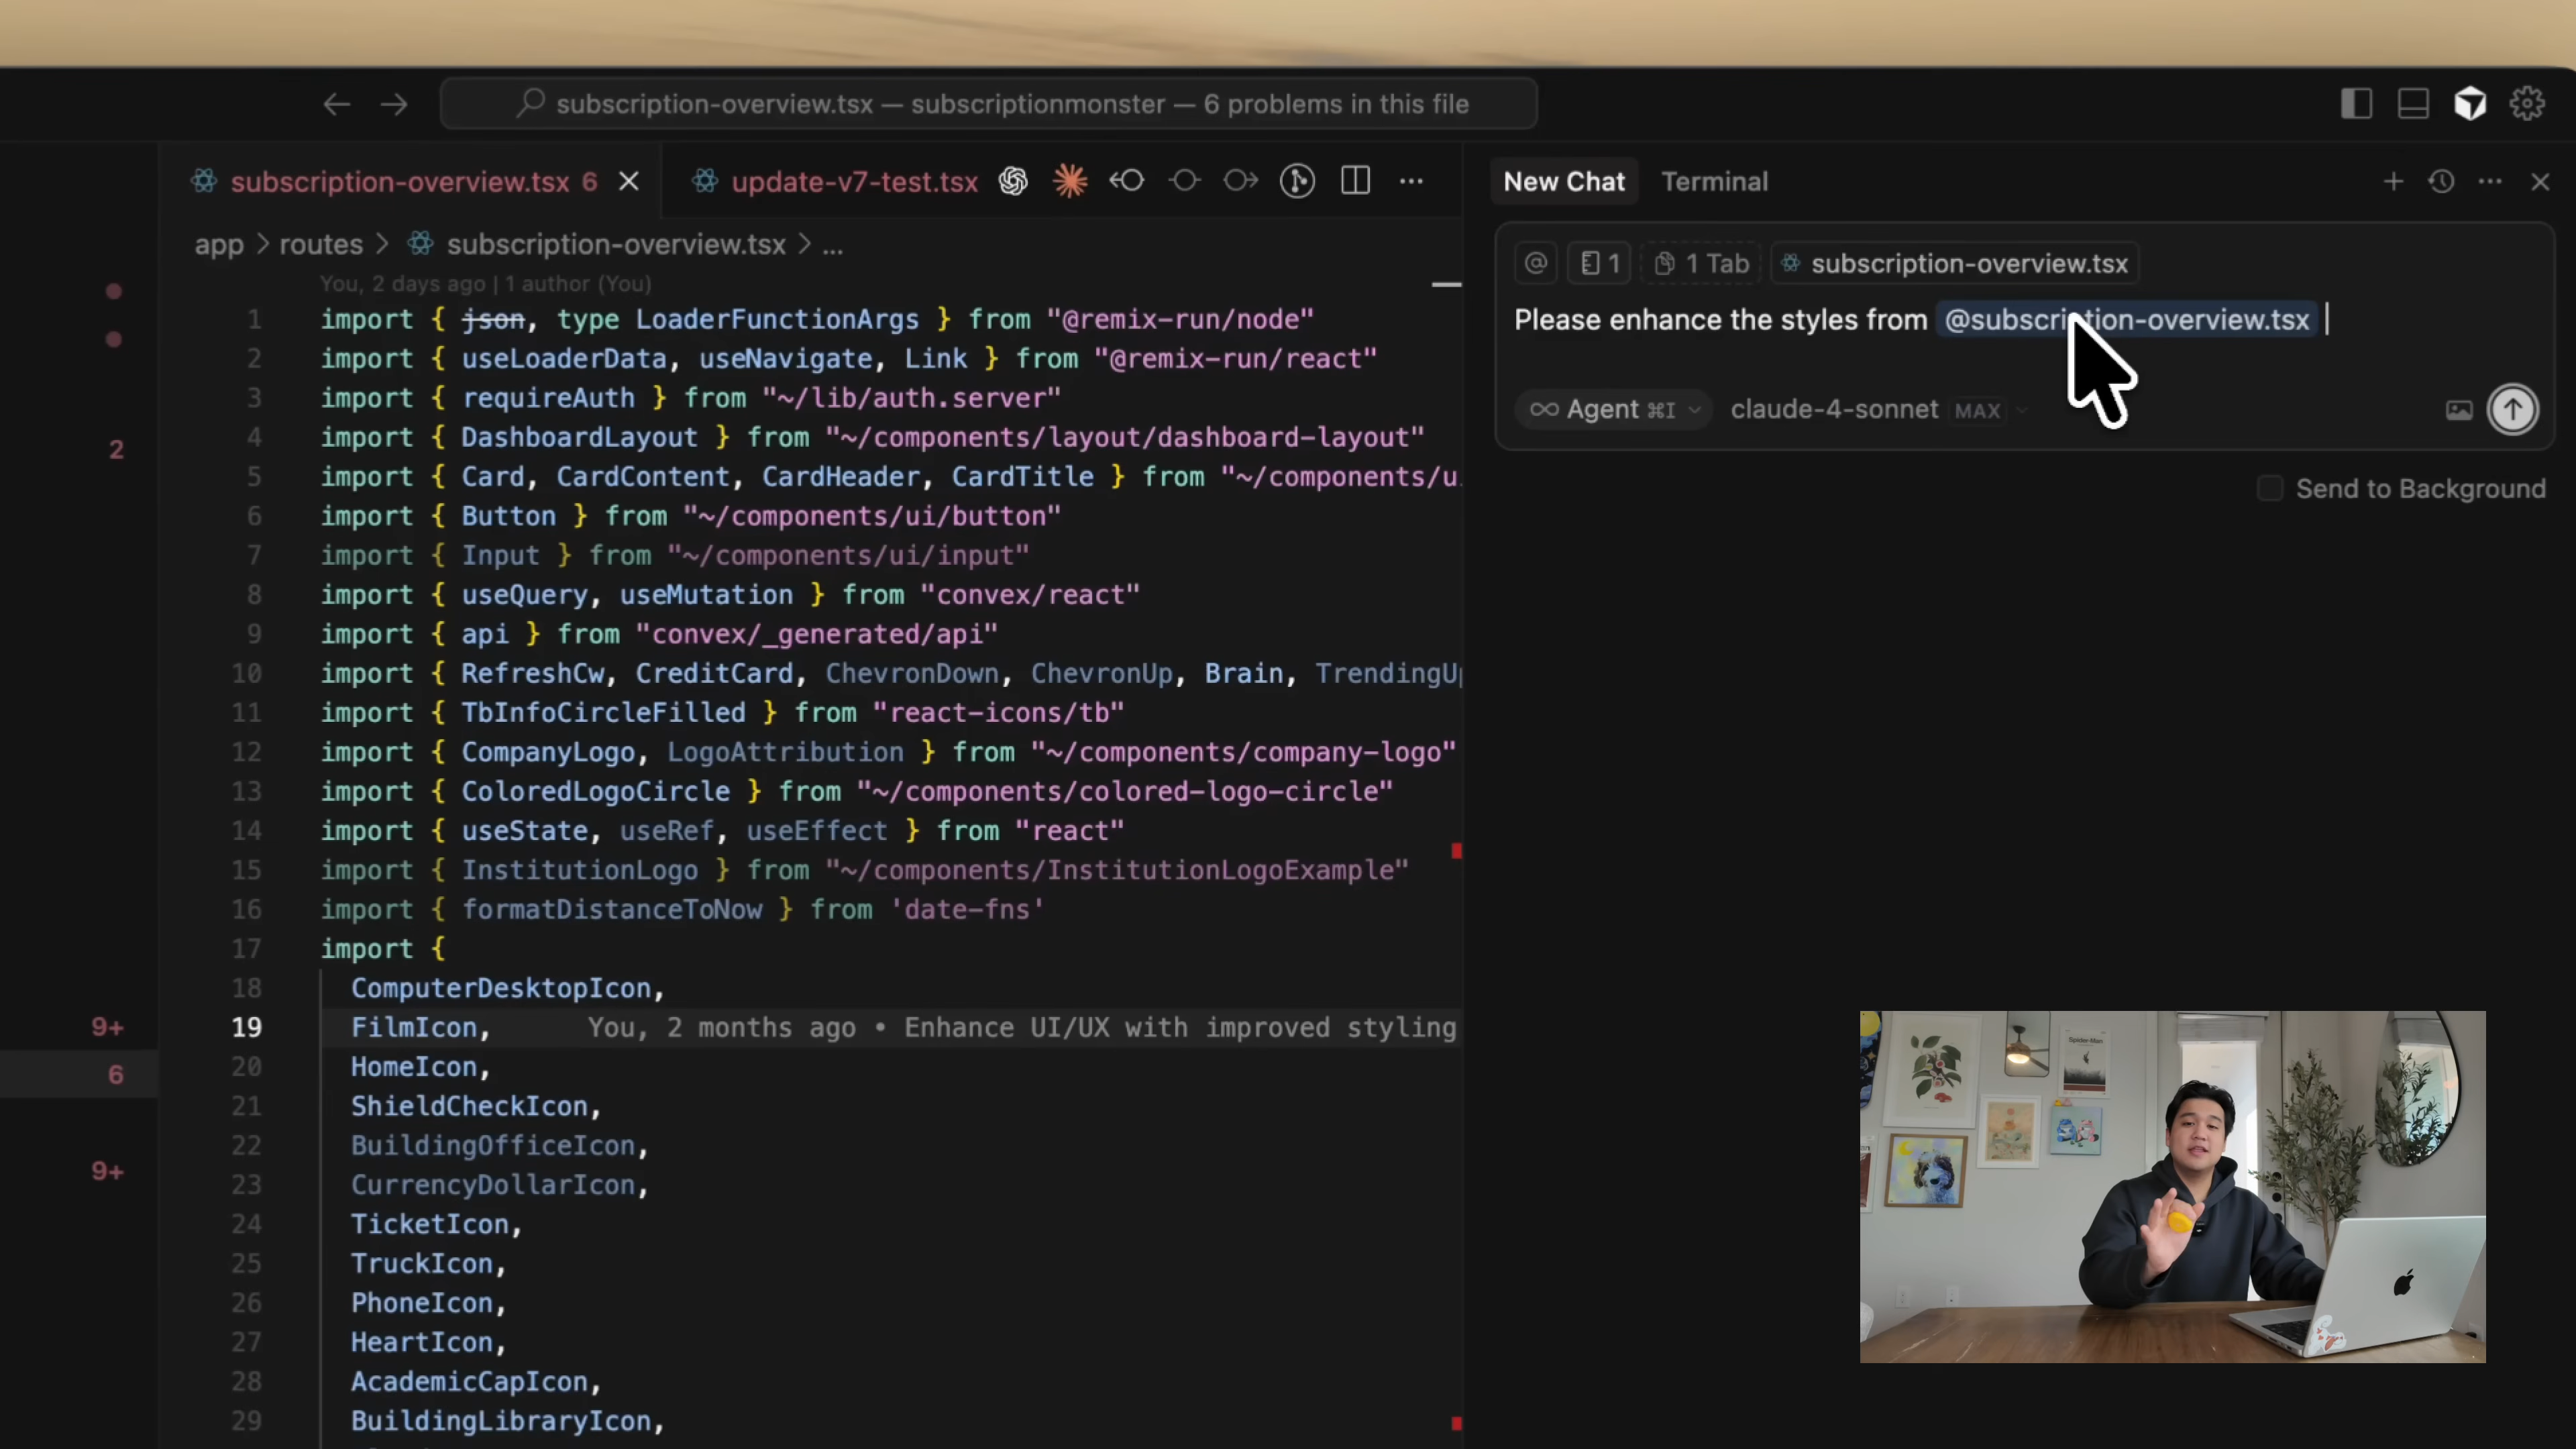 subscription-overview.tsx — subscriptionmonster — 6 problems in this file
subscription-overview.tsx 6
update-v7-test.tsx
app > routes > subscription-overview.tsx > ...
You, 2 days ago | 1 author (You)
1 import { json, type LoaderFunctionArgs } from "@remix-run/node"
2 import { useLoaderData, useNavigate, Link } from "@remix-run/react"
3 import { requireAuth } from "~/lib/auth.server"
4 import { DashboardLayout } from "~/components/layout/dashboard-layout"
5 import { Card, CardContent, CardHeader, CardTitle } from "~/components/u
6 import { Button } from "~/components/ui/button"
7 import { Input } from "~/components/ui/input"
8 import { useQuery, useMutation } from "convex/react"
9 import { api } from "convex/_generated/api"
10 import { RefreshCw, CreditCard, ChevronDown, ChevronUp, Brain, TrendingUp
11 import { TbInfoCircleFilled } from "react-icons/tb"
12 import { CompanyLogo, LogoAttribution } from "~/components/company-logo"
13 import { ColoredLogoCircle } from "~/components/colored-logo-circle"
14 import { useState, useRef, useEffect } from "react"
15 import { InstitutionLogo } from "~/components/InstitutionLogoExample"
16 import { formatDistanceToNow } from 'date-fns'
17 import {
18 ComputerDesktopIcon,
19 FilmIcon, You, 2 months ago • Enhance UI/UX with improved styling
20 HomeIcon,
21 ShieldCheckIcon,
22 BuildingOfficeIcon,
23 CurrencyDollarIcon,
24 TicketIcon,
25 TruckIcon,
26 PhoneIcon,
27 HeartIcon,
28 AcademicCapIcon,
29 BuildingLibraryIcon,
2
9+
6
9+
New Chat Terminal
@ 1 1 Tab subscription-overview.tsx
Please enhance the styles from @subscription-overview.tsx
Agent ⌘I claude-4-sonnet MAX
Send to Background
Spider-Man